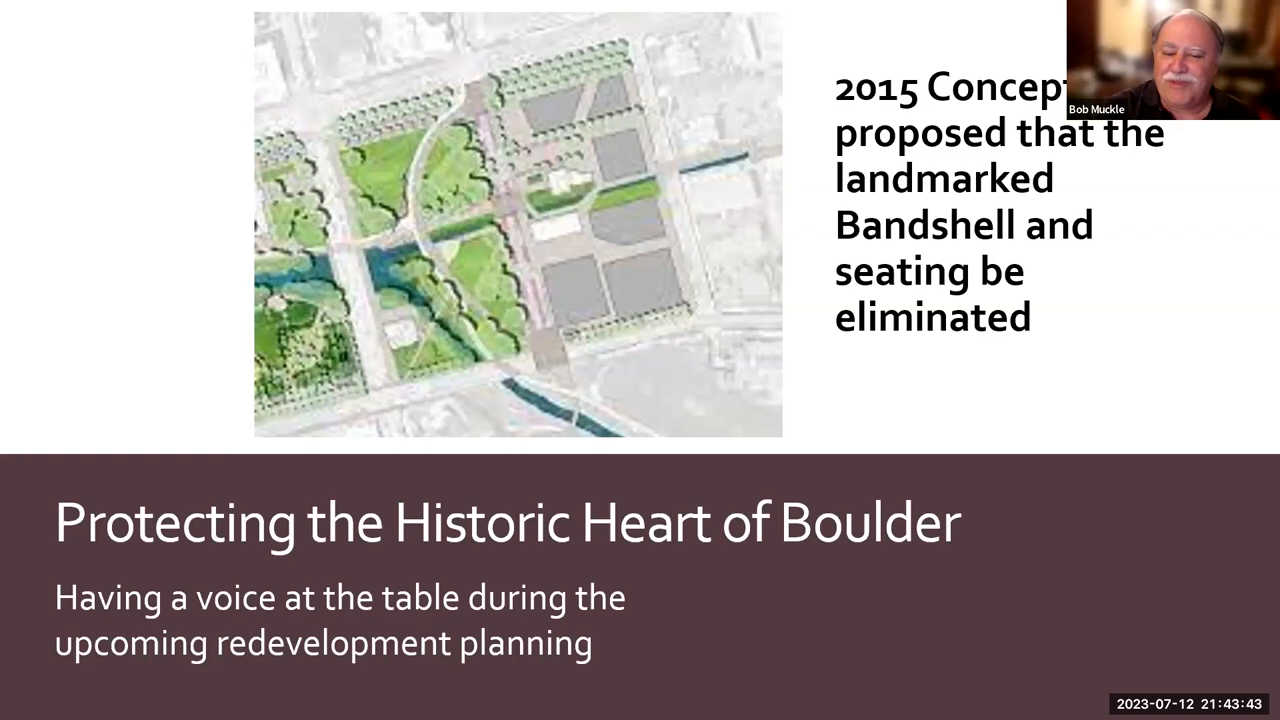 2015 Concept
proposed that the
landmarked
Bandshell and
seating be
eliminated
Bob Muckle
Protecting the Historic Heart of Boulder
Having a voice at the table during the
upcoming redevelopment planning
2023-07-12 21:43:43